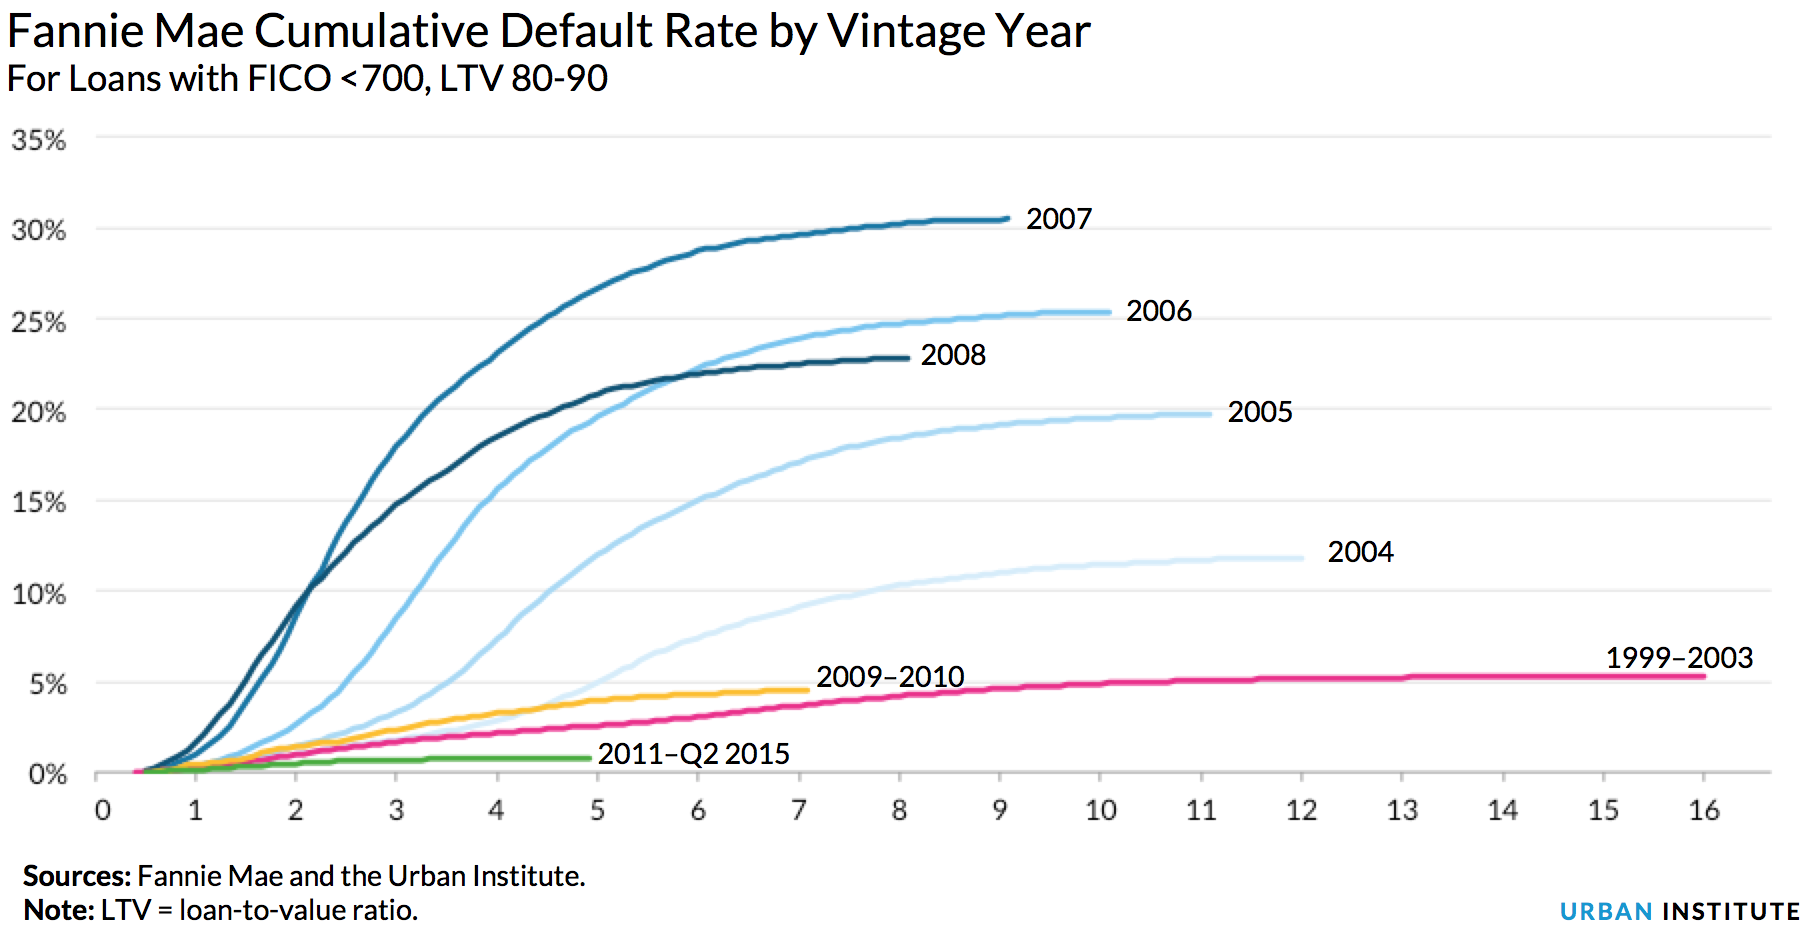 Fannie Mae Cumulative Default Rate by Vintage Year
For Loans with FICO <700, LTV 80-90
35%
30%
25%
20%
15%
10%
5%
0%
2007
2006
2008
2005
2004
1999–2003
2009–2010
2011–Q2 2015
0 1 2 3 4 5 6 7 8 9 10 11 12 13 14 15 16
Sources: Fannie Mae and the Urban Institute.
Note: LTV = loan-to-value ratio.
URBAN INSTITUTE